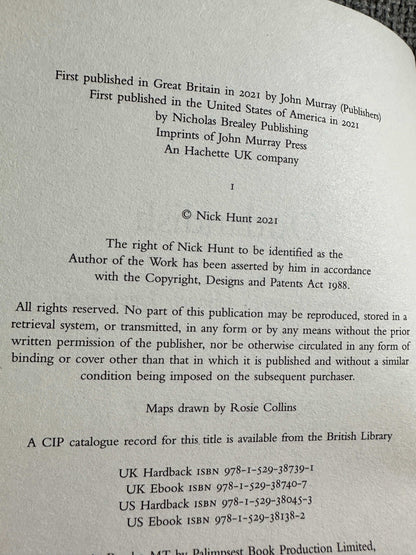 First published in Great Britain in 2021 by John Murray (Publishers)
First published in the United States of America in 2021
by Nicholas Brealey Publishing
Imprints of John Murray Press
An Hachette UK company
1
© Nick Hunt 2021
The right of Nick Hunt to be identified as the
Author of the Work has been asserted by him in accordance
with the Copyright, Designs and Patents Act 1988.
All rights reserved. No part of this publication may be reproduced, stored in a
retrieval system, or transmitted, in any form or by any means without the prior
written permission of the publisher, nor be otherwise circulated in any form of
binding or cover other than that in which it is published and without a similar
condition being imposed on the subsequent purchaser.
Maps drawn by Rosie Collins
A CIP catalogue record for this title is available from the British Library
UK Hardback ISBN 978-1-529-38739-1
UK Ebook ISBN 978-1-529-38740-7
US Hardback ISBN 978-1-529-38045-3
US Ebook ISBN 978-1-529-38138-2
MT by Palimpsest Book Production Limited,